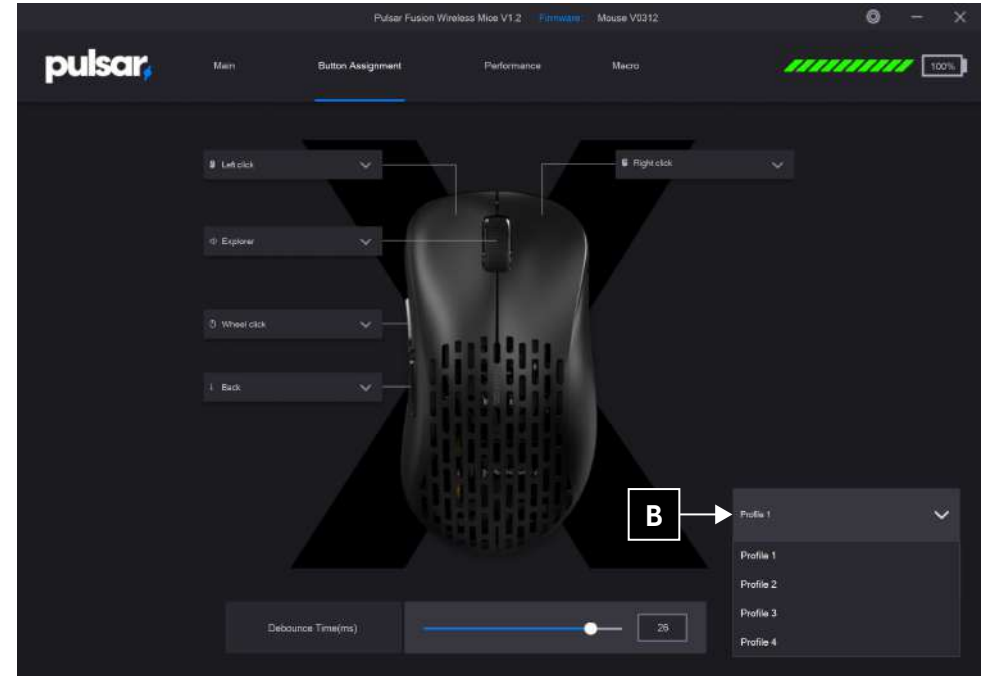 Pulsar Fusion Wireless Mice V1.2 Firmware Mouse V0312
pulsar
Main Button Assignment Performance Macro 100%
Left click
Right click
Explorer
Wheel click
Back
B
Profile 1
Profile 1
Profile 2
Profile 3
Profile 4
Debounce Time(ms) 26